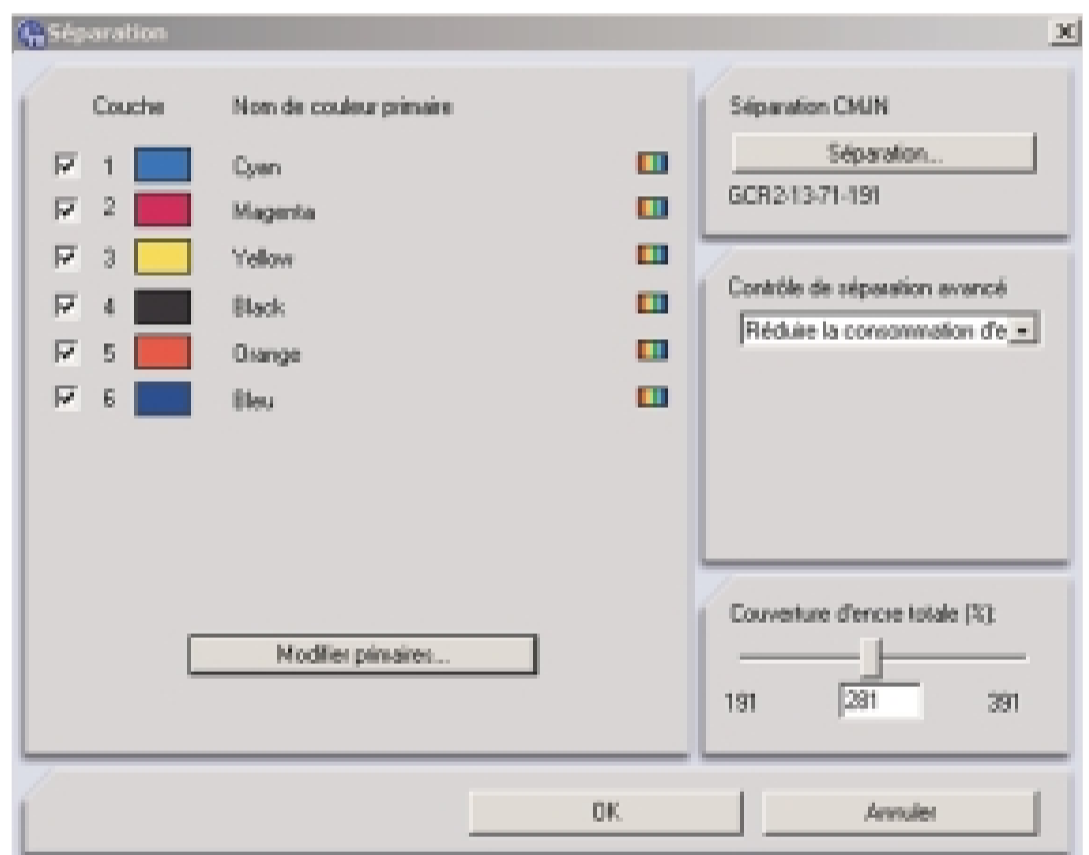 Séparation
Couche Nom de couleur primaire
1 Cyan
2 Magenta
3 Yellow
4 Black
5 Orange
6 Bleu
Modifier primaires...
Séparation CMJN
Séparation...
GCR2-13-71-191
Contrôle de séparation avancé
Réduire la consommation d'e
Couverture d'encre totale (%):
191 281 391
OK Annuler